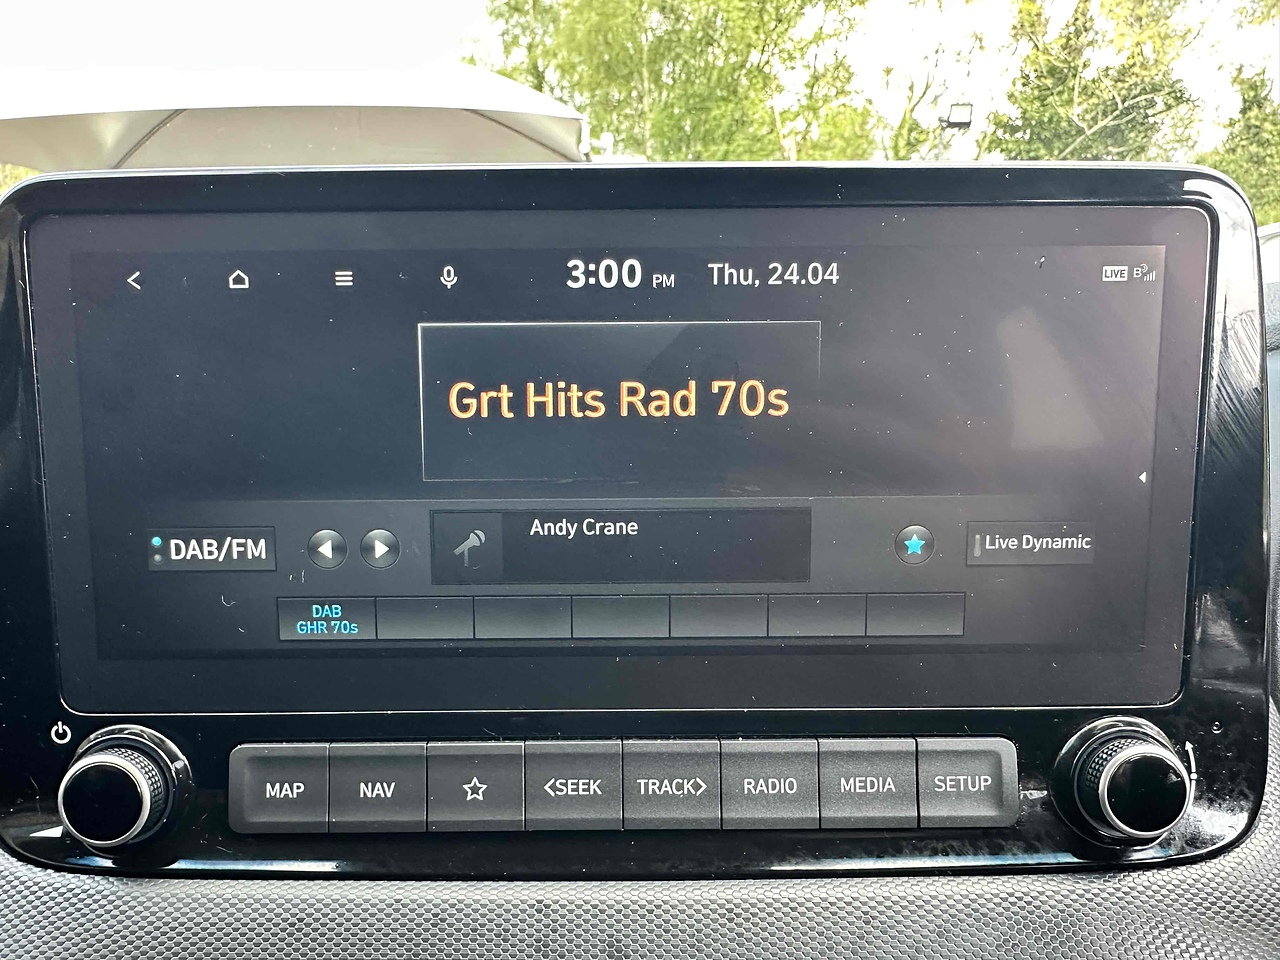 3:00 PM Thu, 24.04
LIVE B
Grt Hits Rad 70s
DAB/FM
Andy Crane
Live Dynamic
DAB
GHR 70s
MAP
NAV
<SEEK
TRACK>
RADIO
MEDIA
SETUP